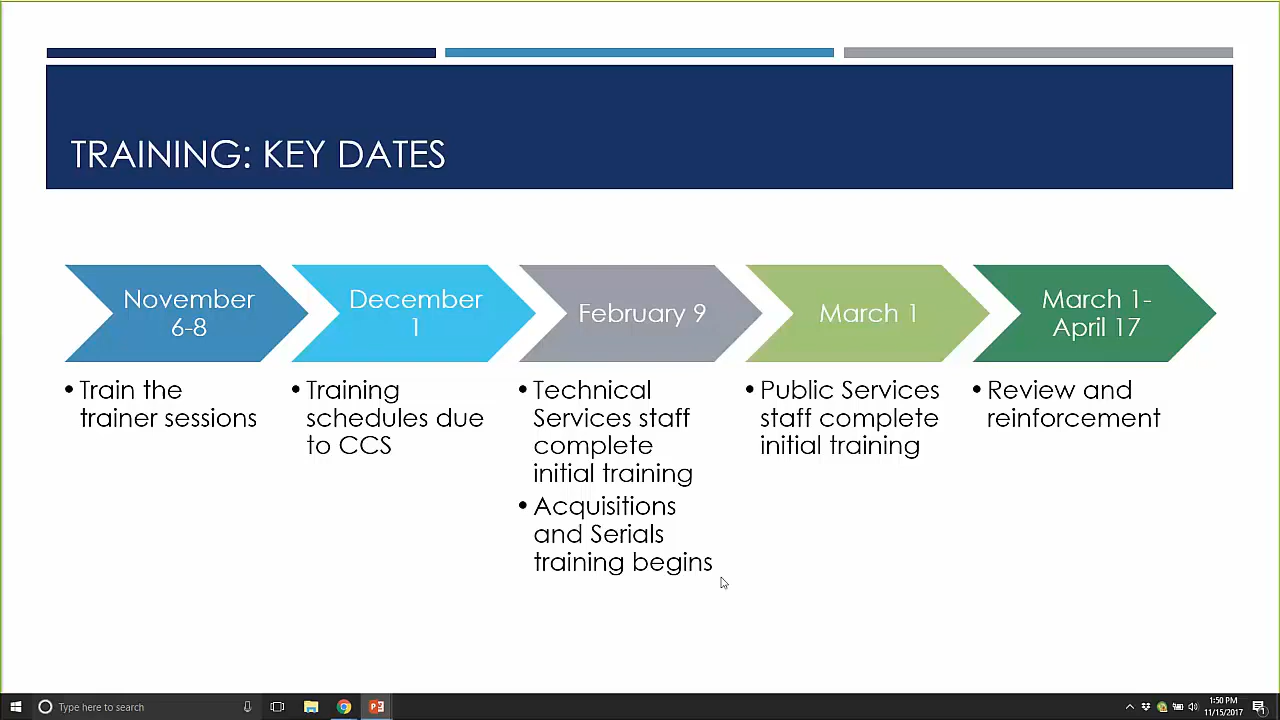 TRAINING: KEY DATES
November
6-8
December
1
February 9
March 1
March 1-
April 17
• Train the
trainer sessions
• Training
schedules due
to CCS
• Technical
Services staff
complete
initial training
• Acquisitions
and Serials
training begins
• Public Services
staff complete
initial training
• Review and
reinforcement
Type here to search
1:50 PM
11/15/2017